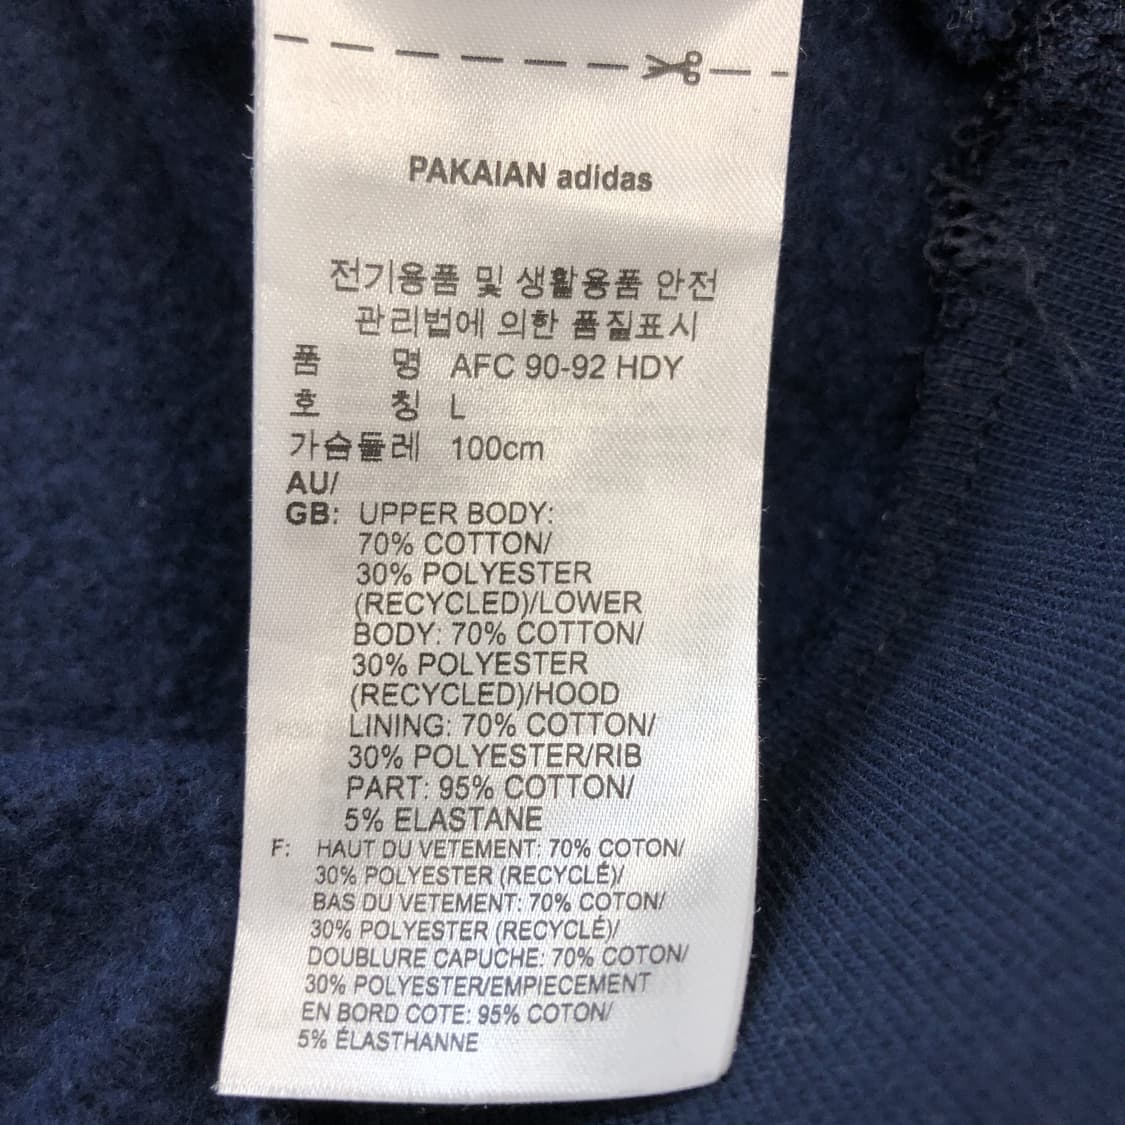 PAKAIAN adidas
전기용품 및 생활용품 안전
관리법에 의한 품질표시
품 명 AFC 90-92 HDY
호 칭 L
가슴둘레 100cm
AU/
GB: UPPER BODY:
70% COTTON/
30% POLYESTER
(RECYCLED)/LOWER
BODY: 70% COTTON/
30% POLYESTER
(RECYCLED)/HOOD
LINING: 70% COTTON/
30% POLYESTER/RIB
PART: 95% COTTON/
5% ELASTANE
F: HAUT DU VETEMENT: 70% COTON/
30% POLYESTER (RECYCLÉ)/
BAS DU VETEMENT: 70% COTON/
30% POLYESTER (RECYCLÉ)/
DOUBLURE CAPUCHE: 70% COTON/
30% POLYESTER/EMPIECEMENT
EN BORD COTE: 95% COTON/
5% ÉLASTHANNE